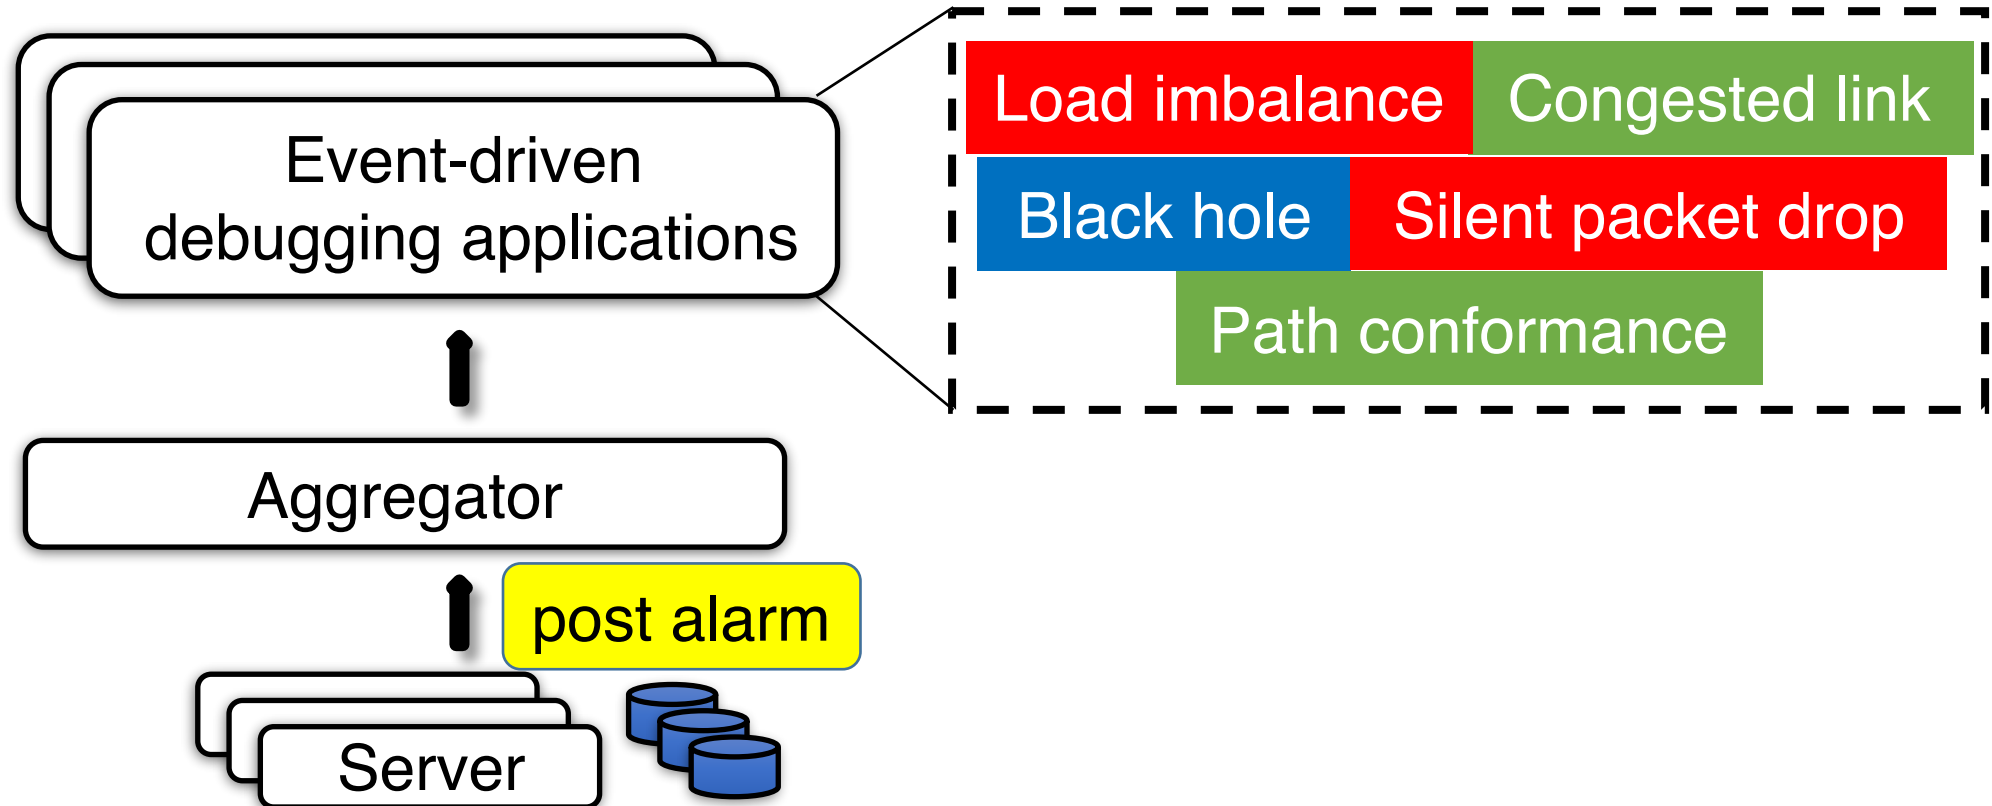 Event-driven
debugging applications
Load imbalance
Congested link
Black hole
Silent packet drop
Path conformance
Aggregator
post alarm
Server